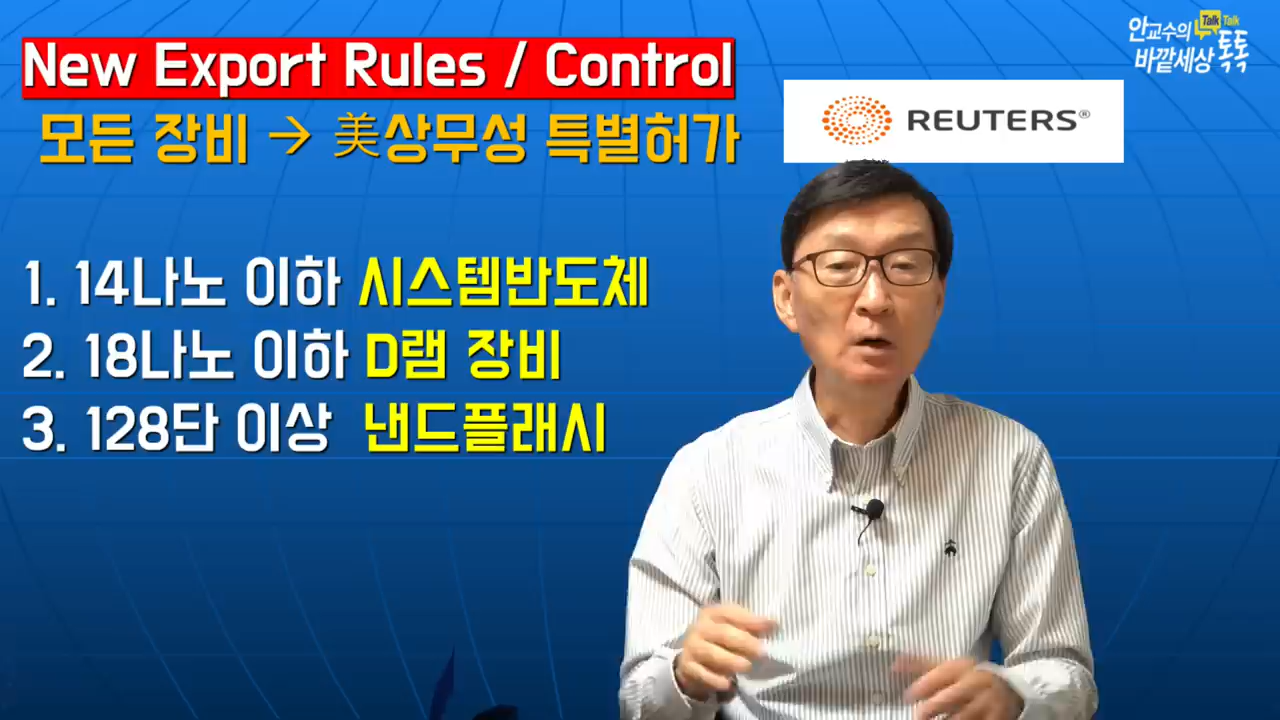 New Export Rules / Control
모든 장비 → 美상무성 특별허가
1. 14나노 이하 시스템반도체
2. 18나노 이하 D램 장비
3. 128단 이상 낸드플래시
REUTERS®
Talk Talk
안교수의
바깥세상 톡톡